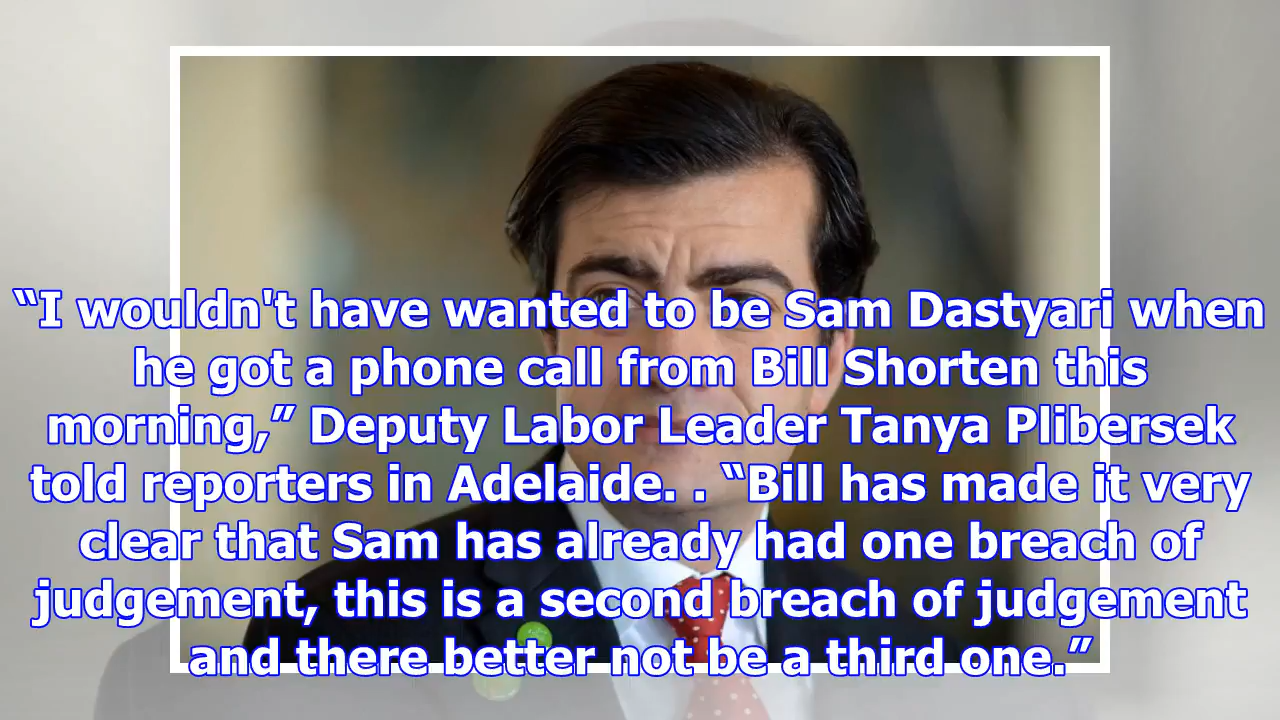 “I wouldn't have wanted to be Sam Dastyari when
he got a phone call from Bill Shorten this
morning,” Deputy Labor Leader Tanya Plibersek
told reporters in Adelaide. . “Bill has made it very
clear that Sam has already had one breach of
judgement, this is a second breach of judgement
and there better not be a third one.”